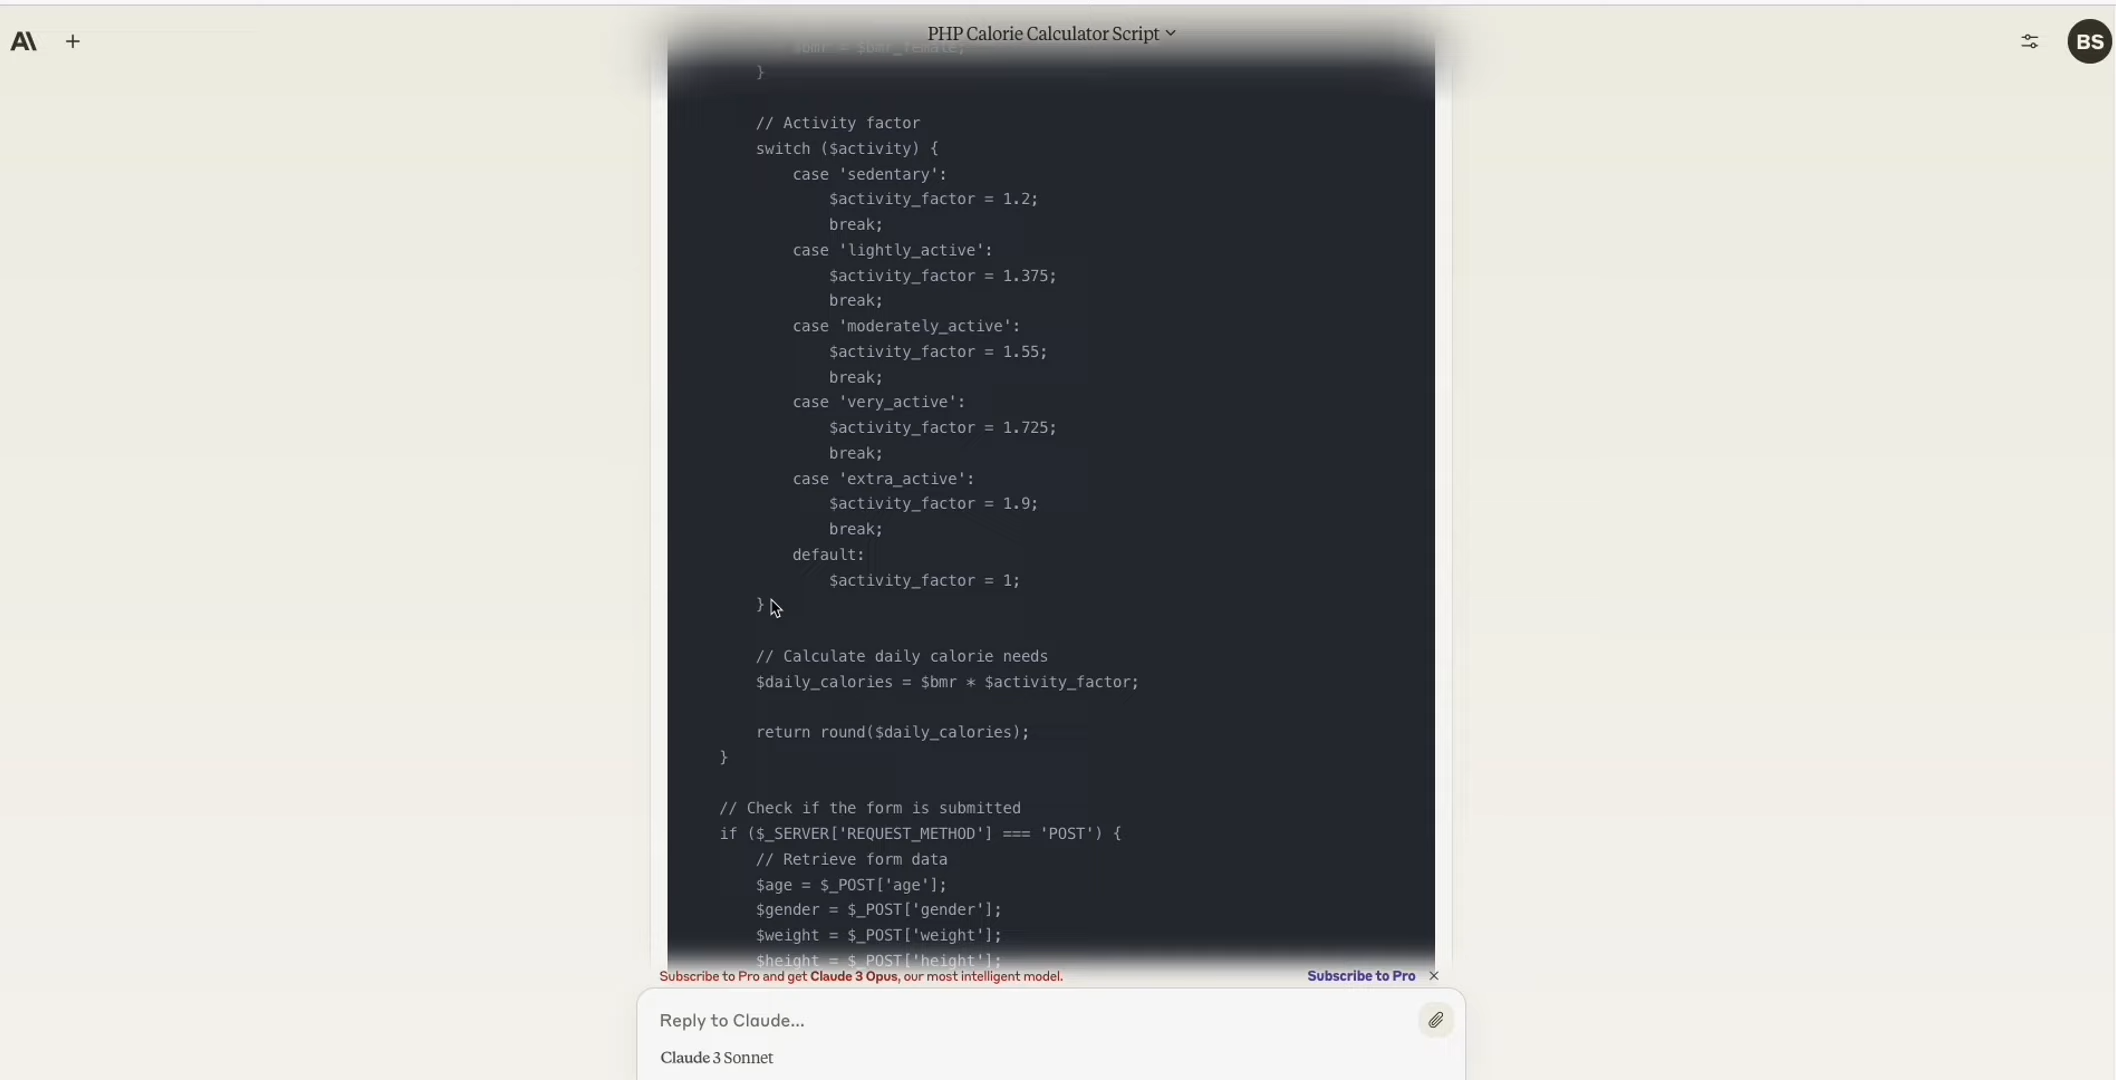 PHP Calorie Calculator Script
BS
$bmr = $bmr_female;
}
// Activity factor
switch ($activity) {
case 'sedentary':
$activity_factor = 1.2;
break;
case 'lightly_active':
$activity_factor = 1.375;
break;
case 'moderately_active':
$activity_factor = 1.55;
break;
case 'very_active':
$activity_factor = 1.725;
break;
case 'extra_active':
$activity_factor = 1.9;
break;
default:
$activity_factor = 1;
}
// Calculate daily calorie needs
$daily_calories = $bmr * $activity_factor;
return round($daily_calories);
}
// Check if the form is submitted
if ($_SERVER['REQUEST_METHOD'] === 'POST') {
// Retrieve form data
$age = $_POST['age'];
$gender = $_POST['gender'];
$weight = $_POST['weight'];
$height = $_POST['height'];
Subscribe to Pro and get Claude 3 Opus, our most intelligent model. Subscribe to Pro
Reply to Claude...
Claude 3 Sonnet